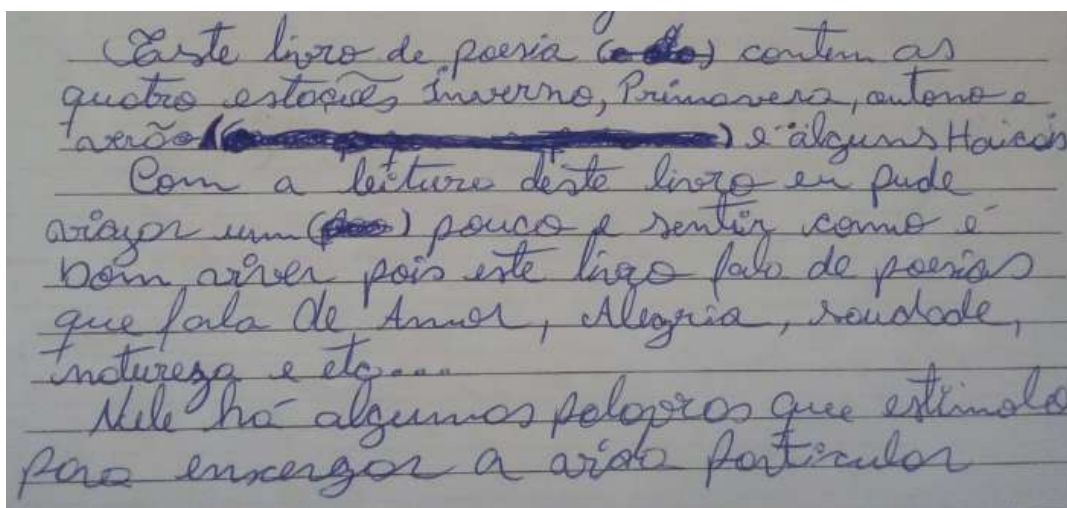 Este livro de poesia contem as
quatro estações Inverno, Primavera, outono e
verão e alguns Haicais
Com a leitura deste livro eu pude
viajar um pouco e sentir como é
bom viver pois este livro fala de poesias
que fala de Amor, Alegria, saudade,
natureza e etc....
Nele há algumas palavras que estimula
para enxergar a vida particular